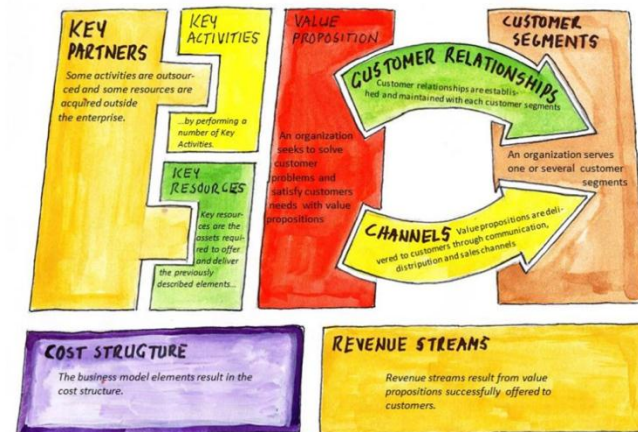 KEY
PARTNERS
Some activities are outsour-
ced and some resources are
acquired outside
the enterprise.
KEY
ACTIVITIES
...by performing a
number of Key
Activities.
KEY
RESOURCES
Key resour-
ces are the
assets requi-
red to offer
and deliver
the previously
described elements...
VALUE
PROPOSITION
An organization
seeks to solve
customer
problems and
satisfy customers
needs with value
propositions
CUSTOMER RELATIONSHIPS
Customer relationships are establis-
hed and maintained with each customer segments
CHANNELS Value propositions are deli-
vered to customers through communication,
distripution and sales channels
CUSTOMER
SEGMENTS
An organization serves
one or several customer
segments
COST STRUCTURE
The business model elements result in the
cost structure.
REVENUE STREAMS
Revenue streams result from value
propositions successfully offered to
customers.